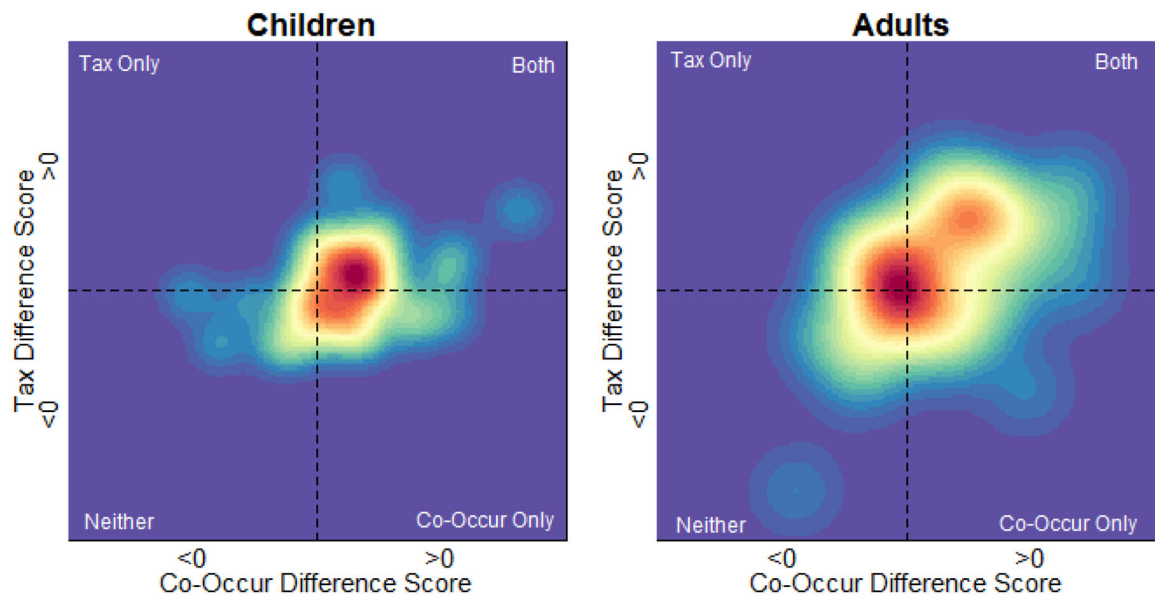 Children
Tax Only
Both
Tax Difference Score
>0
<0
Neither
Co-Occur Only
<0
>0
Co-Occur Difference Score
Adults
Tax Only
Both
Tax Difference Score
>0
<0
Neither
Co-Occur Only
<0
>0
Co-Occur Difference Score